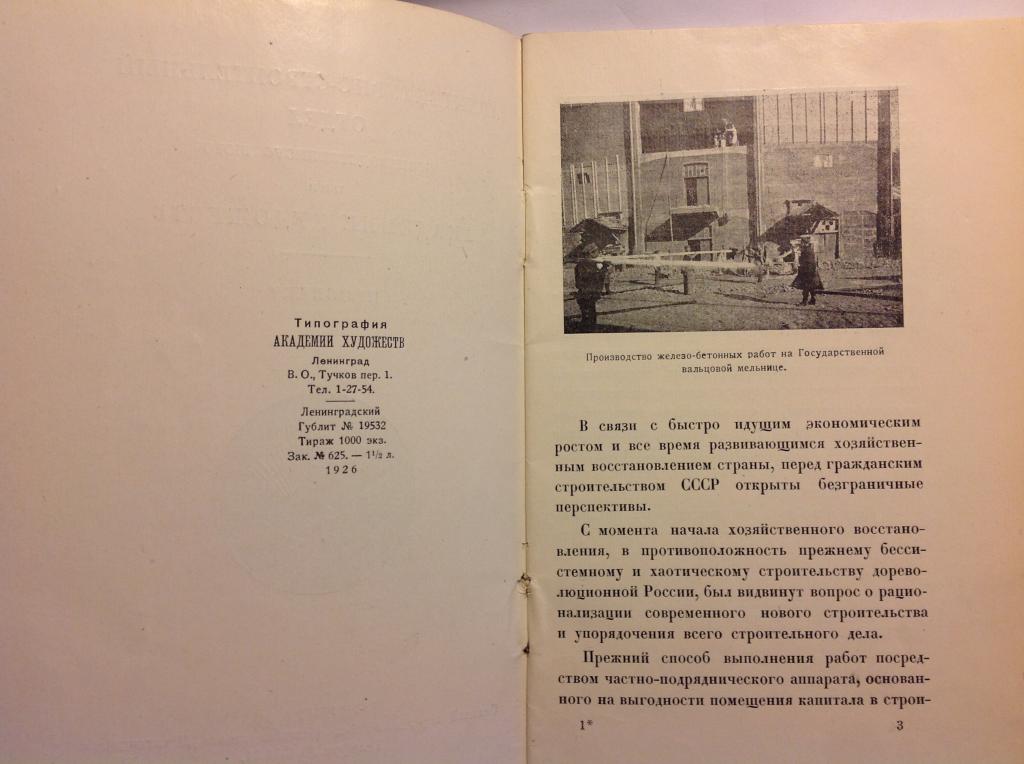 Типография
АКАДЕМИИ ХУДОЖЕСТВ
Ленинград
В. О., Тучков пер. 1.
Тел. 1-27-54.
Ленинградский
Гублит № 19532
Тираж 1000 экз.
Зак. № 625. — 1½ л.
1926
Производство железо-бетонных работ на Государственной
вальцовой мельнице.
В связи с быстро идущим экономическим
ростом и все время развивающимся хозяйствен-
ным восстановлением страны, перед гражданским
строительством СССР открыты безграничные
перспективы.
С момента начала хозяйственного восстано-
вления, в противоположность прежнему бесси-
стемному и хаотическому строительству дорево-
люционной России, был видвинут вопрос о рацио-
нализации современного нового строительства
и упорядочения всего строительного дела.
Прежний способ выполнения работ посред-
ством частно-подряднического аппарата, основан-
ного на выгодности помещения капитала в строи-
1*
3